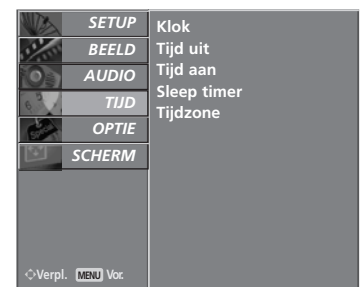 SETUP
BEELD
AUDIO
TIJD
OPTIE
SCHERM
Klok
Tijd uit
Tijd aan
Sleep timer
Tijdzone
Verpl. MENU Vor.